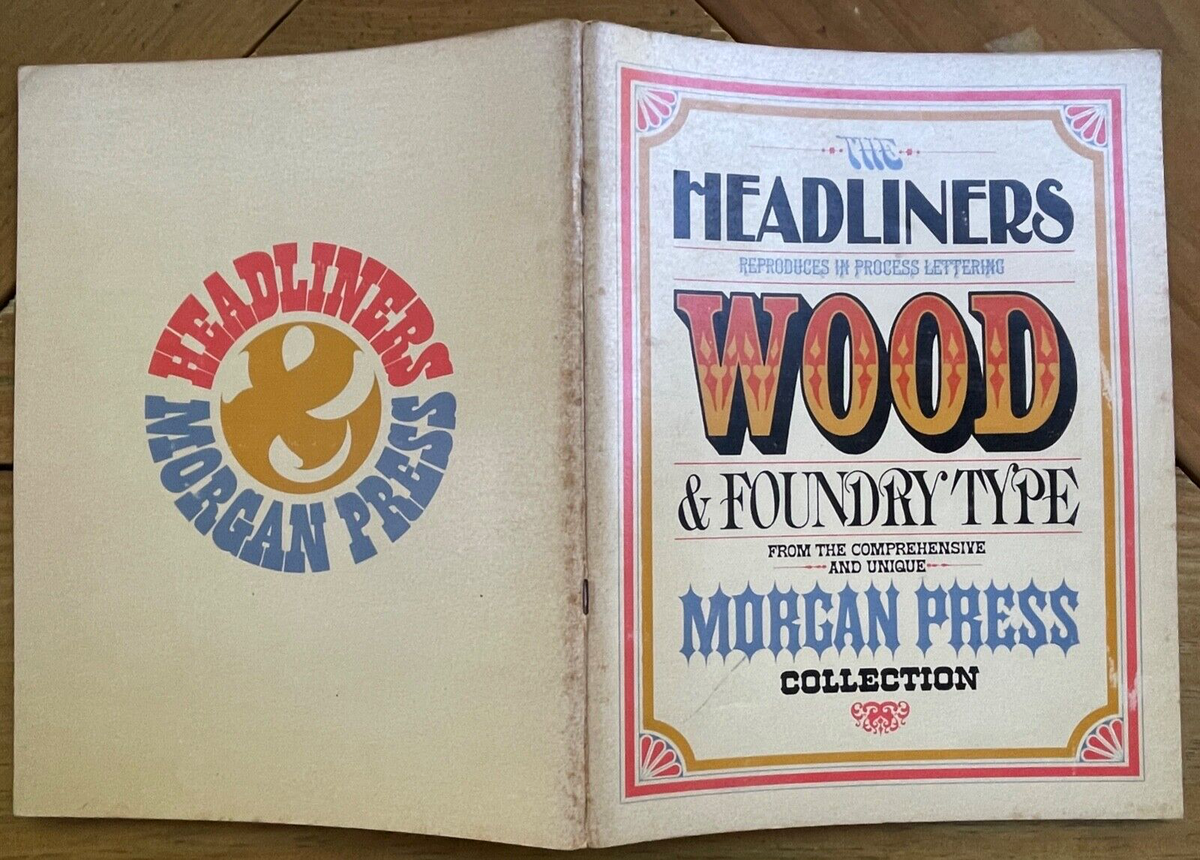 HEADLINERS
&
MORGAN PRESS
THE
HEADLINERS
REPRODUCES IN PROCESS LETTERING
WOOD
& FOUNDRY TYPE
FROM THE COMPREHENSIVE
AND UNIQUE
MORGAN PRESS
COLLECTION